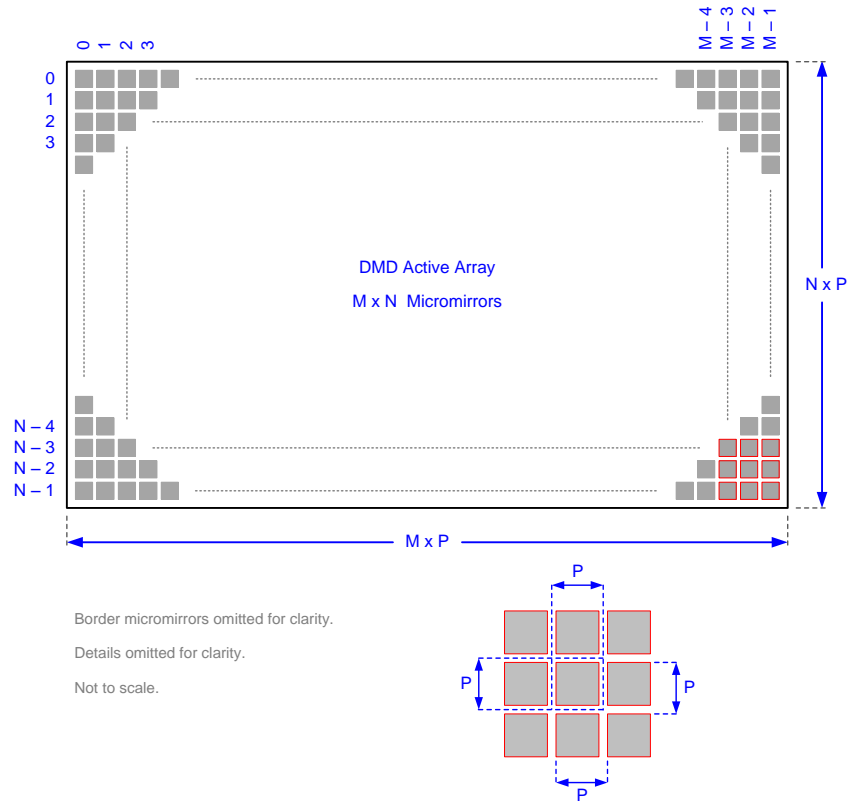 0
1
2
3
M – 4
M – 3
M – 2
M – 1
0
1
2
3
DMD Active Array
M x N Micromirrors
N x P
N – 4
N – 3
N – 2
N – 1
M x P
P
Border micromirrors omitted for clarity.
Details omitted for clarity.
Not to scale.
P
P
P